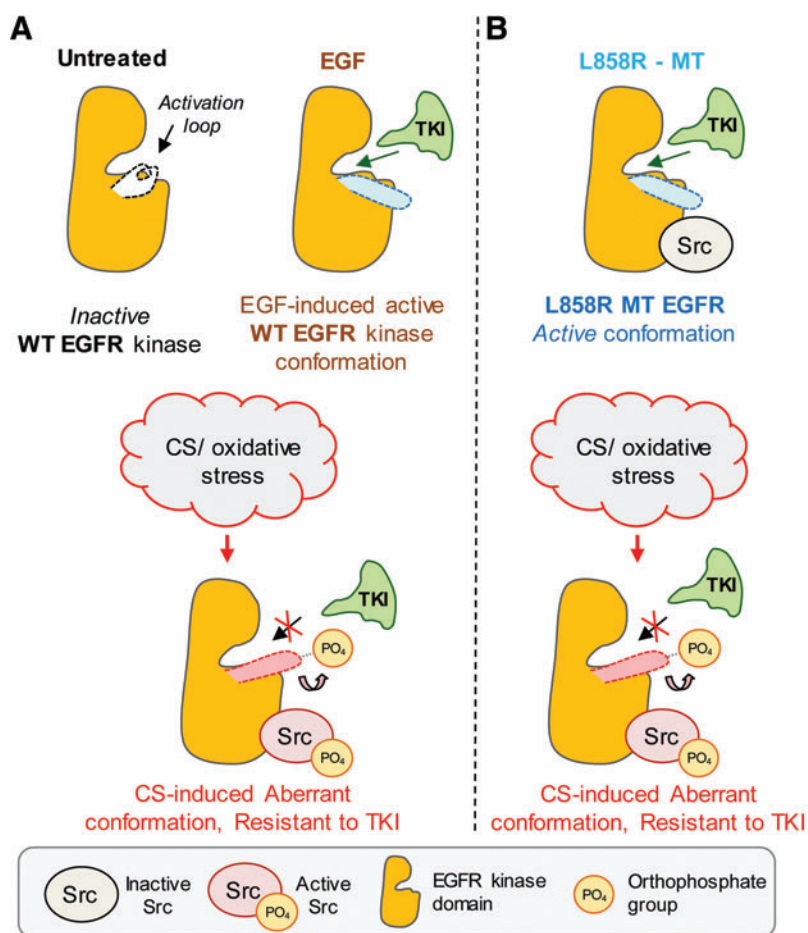 A
Untreated
Activation
loop
EGF
TKI
Inactive
WT EGFR kinase
EGF-induced active
WT EGFR kinase
conformation
CS/ oxidative
stress
TKI
PO4
Src
PO4
CS-induced Aberrant
conformation, Resistant to TKI
B
L858R - MT
TKI
Src
L858R MT EGFR
Active conformation
CS/ oxidative
stress
TKI
PO4
Src
PO4
CS-induced Aberrant
conformation, Resistant to TKI
Src
Inactive
Src
Src
PO4
Active
Src
EGFR kinase
domain
PO4
Orthophosphate
group